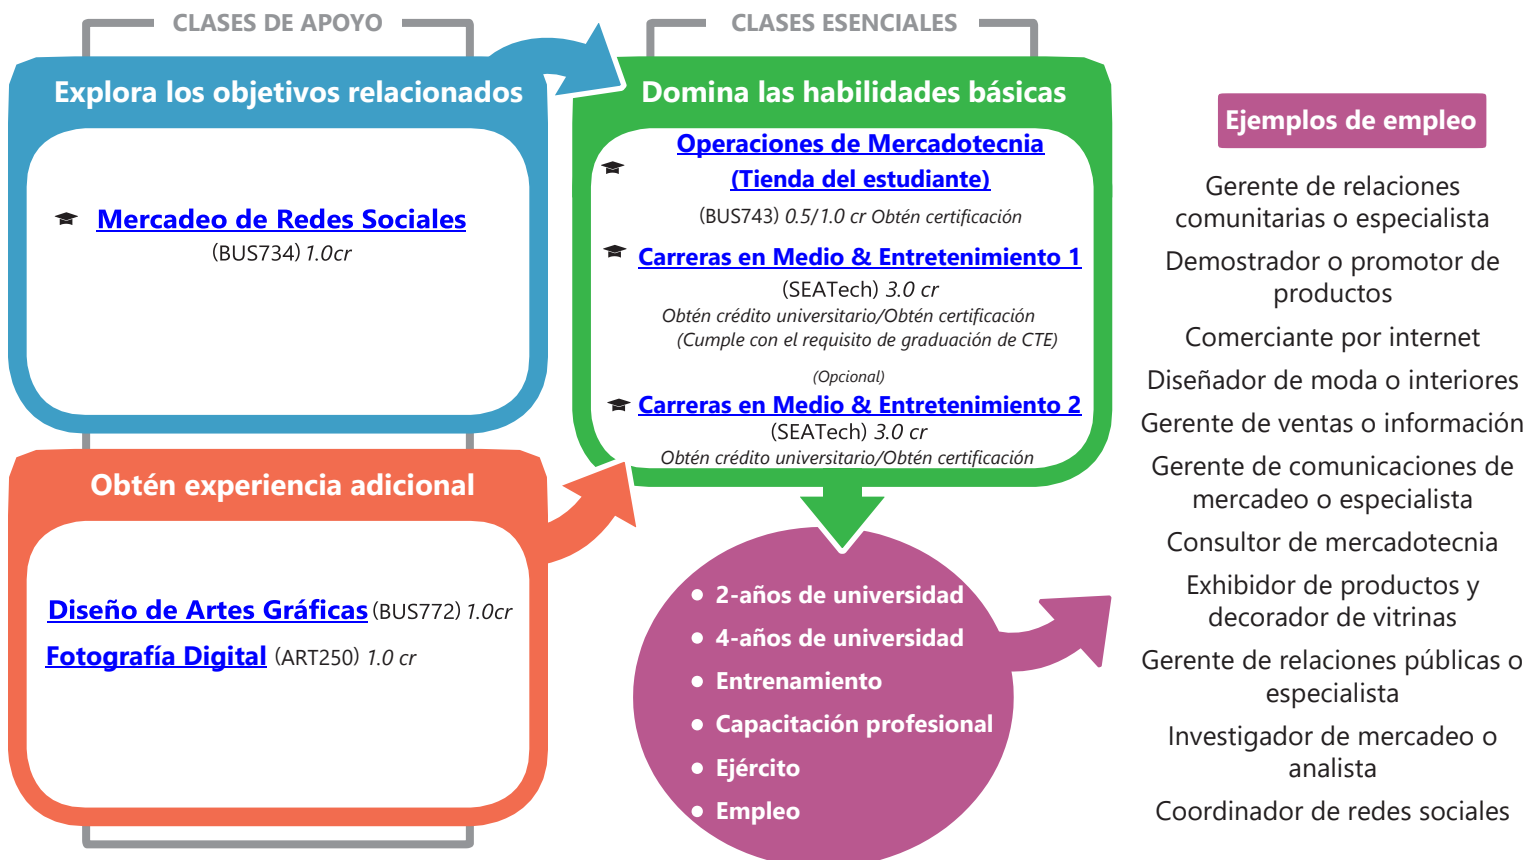 CLASES DE APOYO
Explora los objetivos relacionados
Mercadeo de Redes Sociales
(BUS734) 1.0cr
Obtén experiencia adicional
Diseño de Artes Gráficas (BUS772) 1.0cr
Fotografía Digital (ART250) 1.0 cr
CLASES ESENCIALES
Domina las habilidades básicas
Operaciones de Mercadotecnia
(Tienda del estudiante)
(BUS743) 0.5/1.0 cr Obtén certificación
Carreras en Medio & Entretenimiento 1
(SEATech) 3.0 cr
Obtén crédito universitario/Obtén certificación
(Cumple con el requisito de graduación de CTE)
(Opcional)
Carreras en Medio & Entretenimiento 2
(SEATech) 3.0 cr
Obtén crédito universitario/Obtén certificación
• 2-años de universidad
• 4-años de universidad
• Entrenamiento
• Capacitación profesional
• Ejército
• Empleo
Ejemplos de empleo
Gerente de relaciones
comunitarias o especialista
Demostrador o promotor de
productos
Comerciante por internet
Diseñador de moda o interiores
Gerente de ventas o información
Gerente de comunicaciones de
mercadeo o especialista
Consultor de mercadotecnia
Exhibidor de productos y
decorador de vitrinas
Gerente de relaciones públicas o
especialista
Investigador de mercadeo o
analista
Coordinador de redes sociales